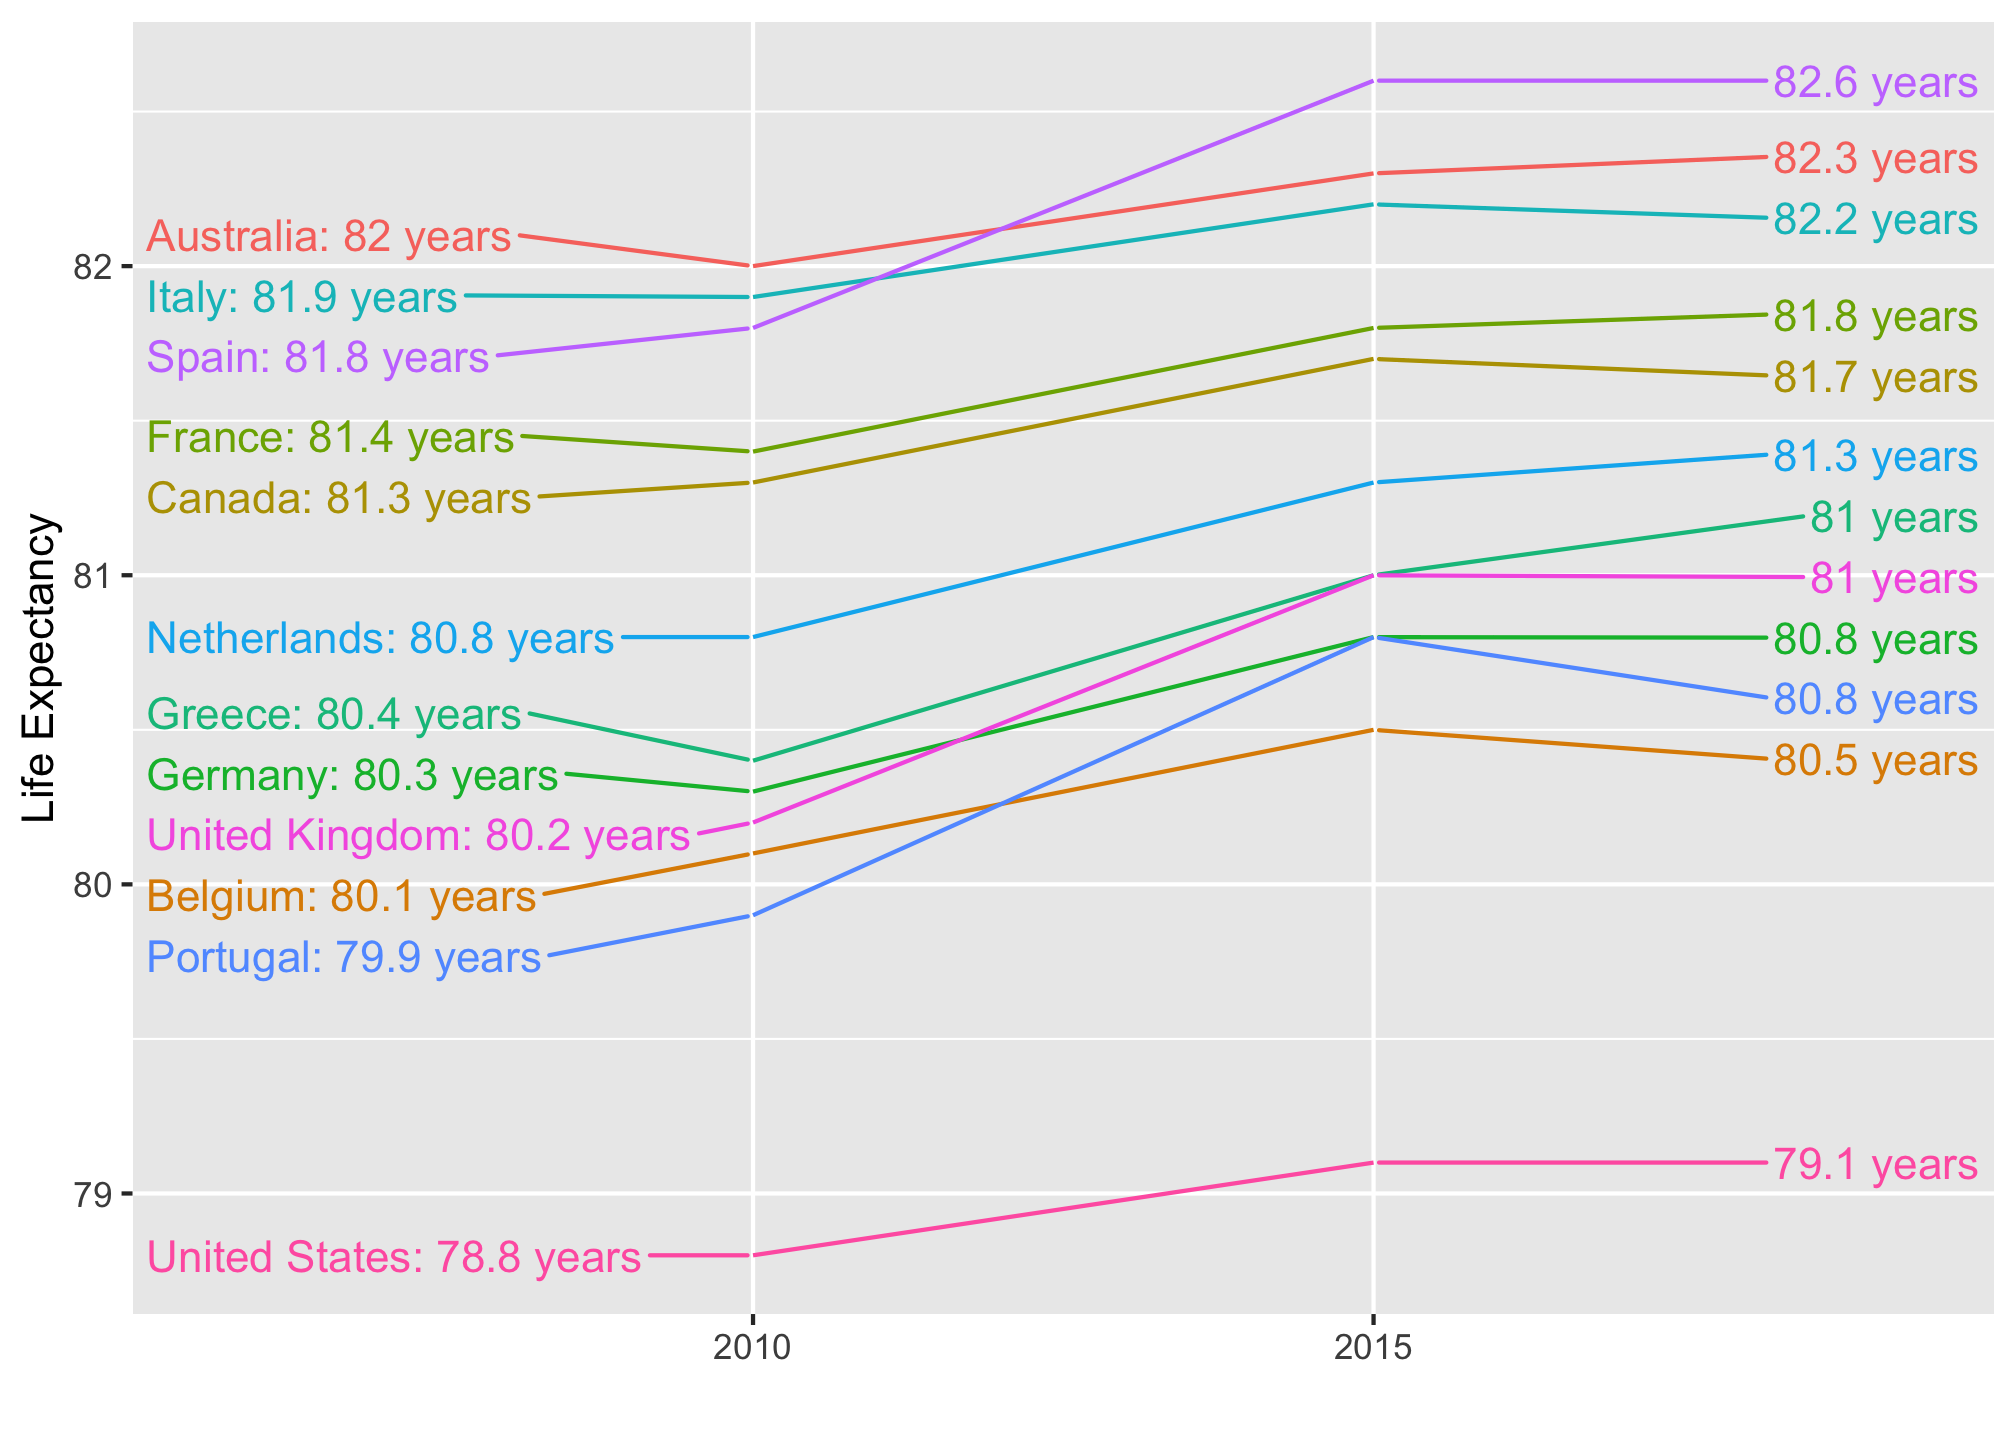 82.6 years
82.3 years
82.2 years
Australia: 82 years
82
Italy: 81.9 years
Spain: 81.8 years
81.8 years
81.7 years
France: 81.4 years
Canada: 81.3 years
81.3 years
81 years
81
81 years
Life Expectancy
Netherlands: 80.8 years
80.8 years
80.8 years
Greece: 80.4 years
80.5 years
Germany: 80.3 years
United Kingdom: 80.2 years
80
Belgium: 80.1 years
Portugal: 79.9 years
79.1 years
79
United States: 78.8 years
2010
2015